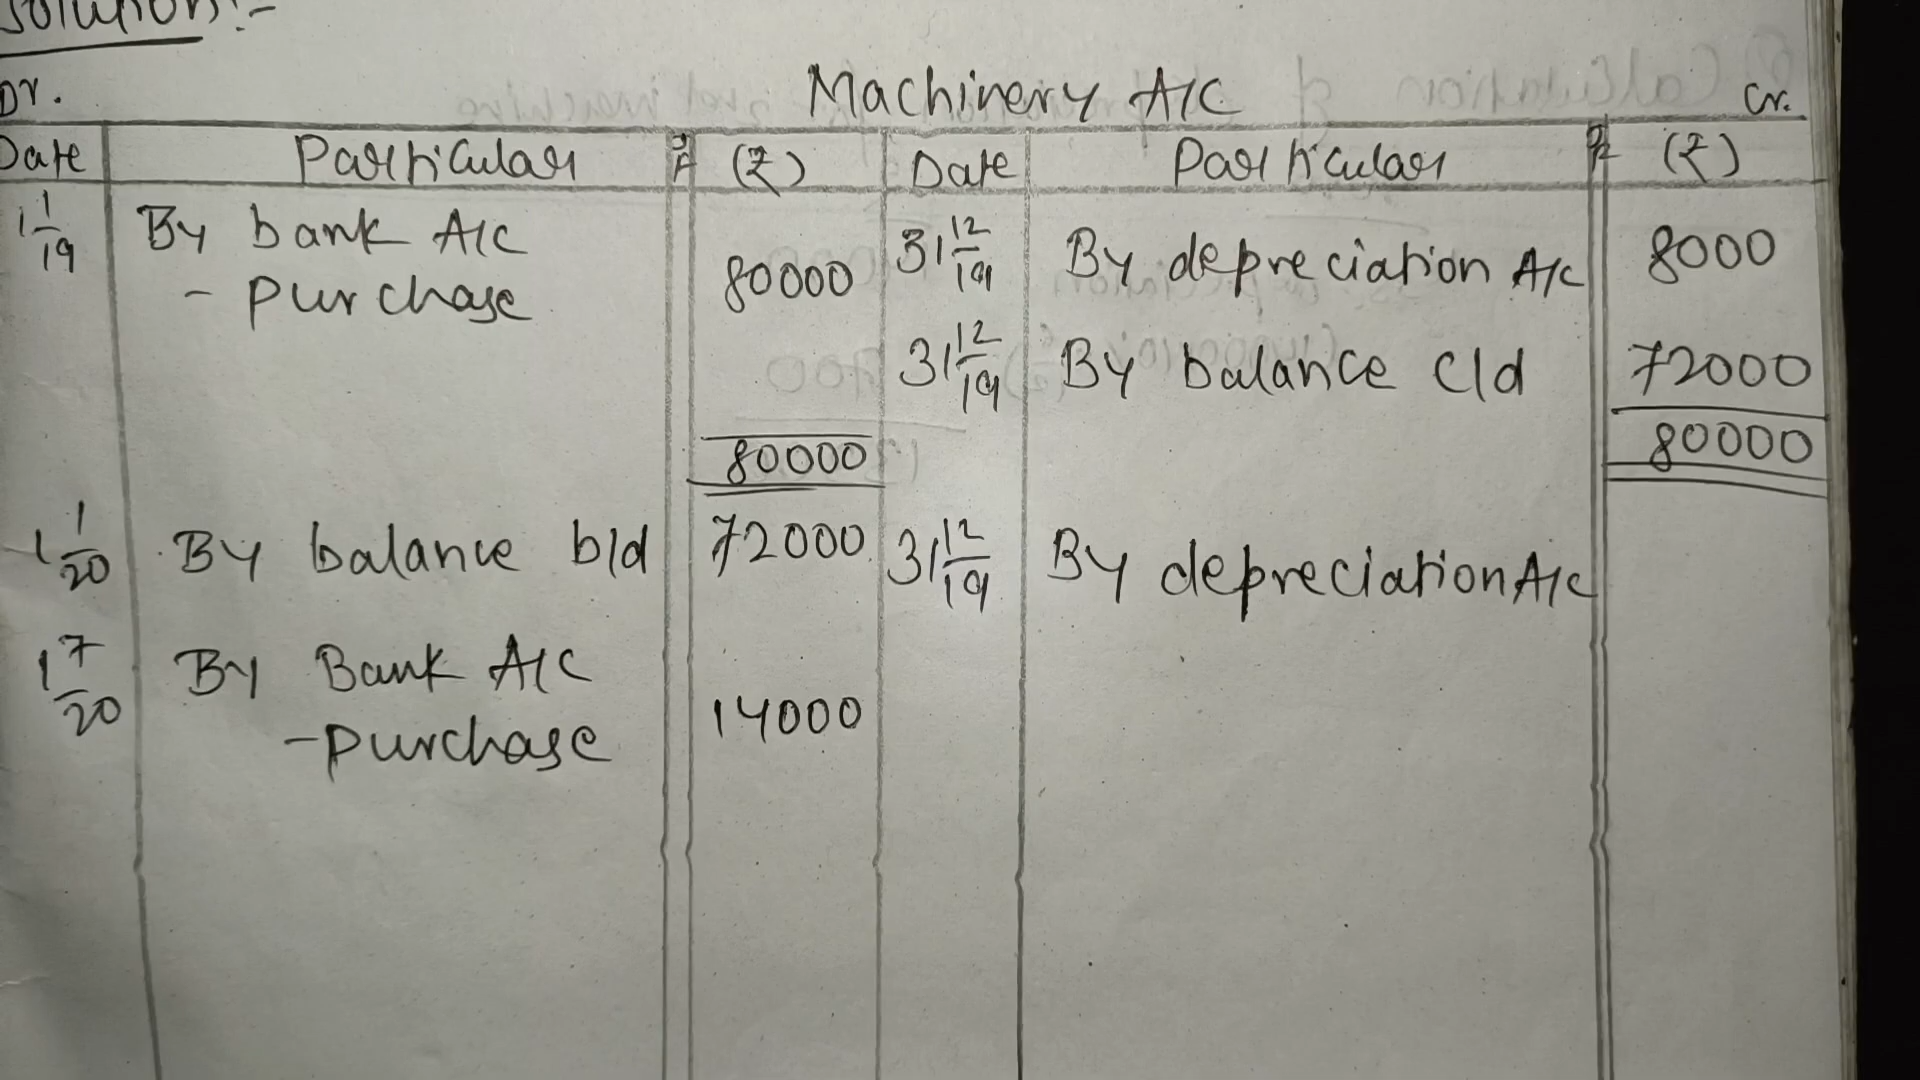 Solution:-
Machinery A/C
Dr. Cr.
Date Particular (₹) Date Particular (₹)
1 1/19 By bank A/C 31 12/19 By depreciation A/c 8000
- purchase 80000
31 12/19 By balance c/d 72000
80000 80000
1 1/20 By balance b/d 72000 31 12/19 By depreciation A/c
1 7/20 By Bank A/C
- purchase 14000